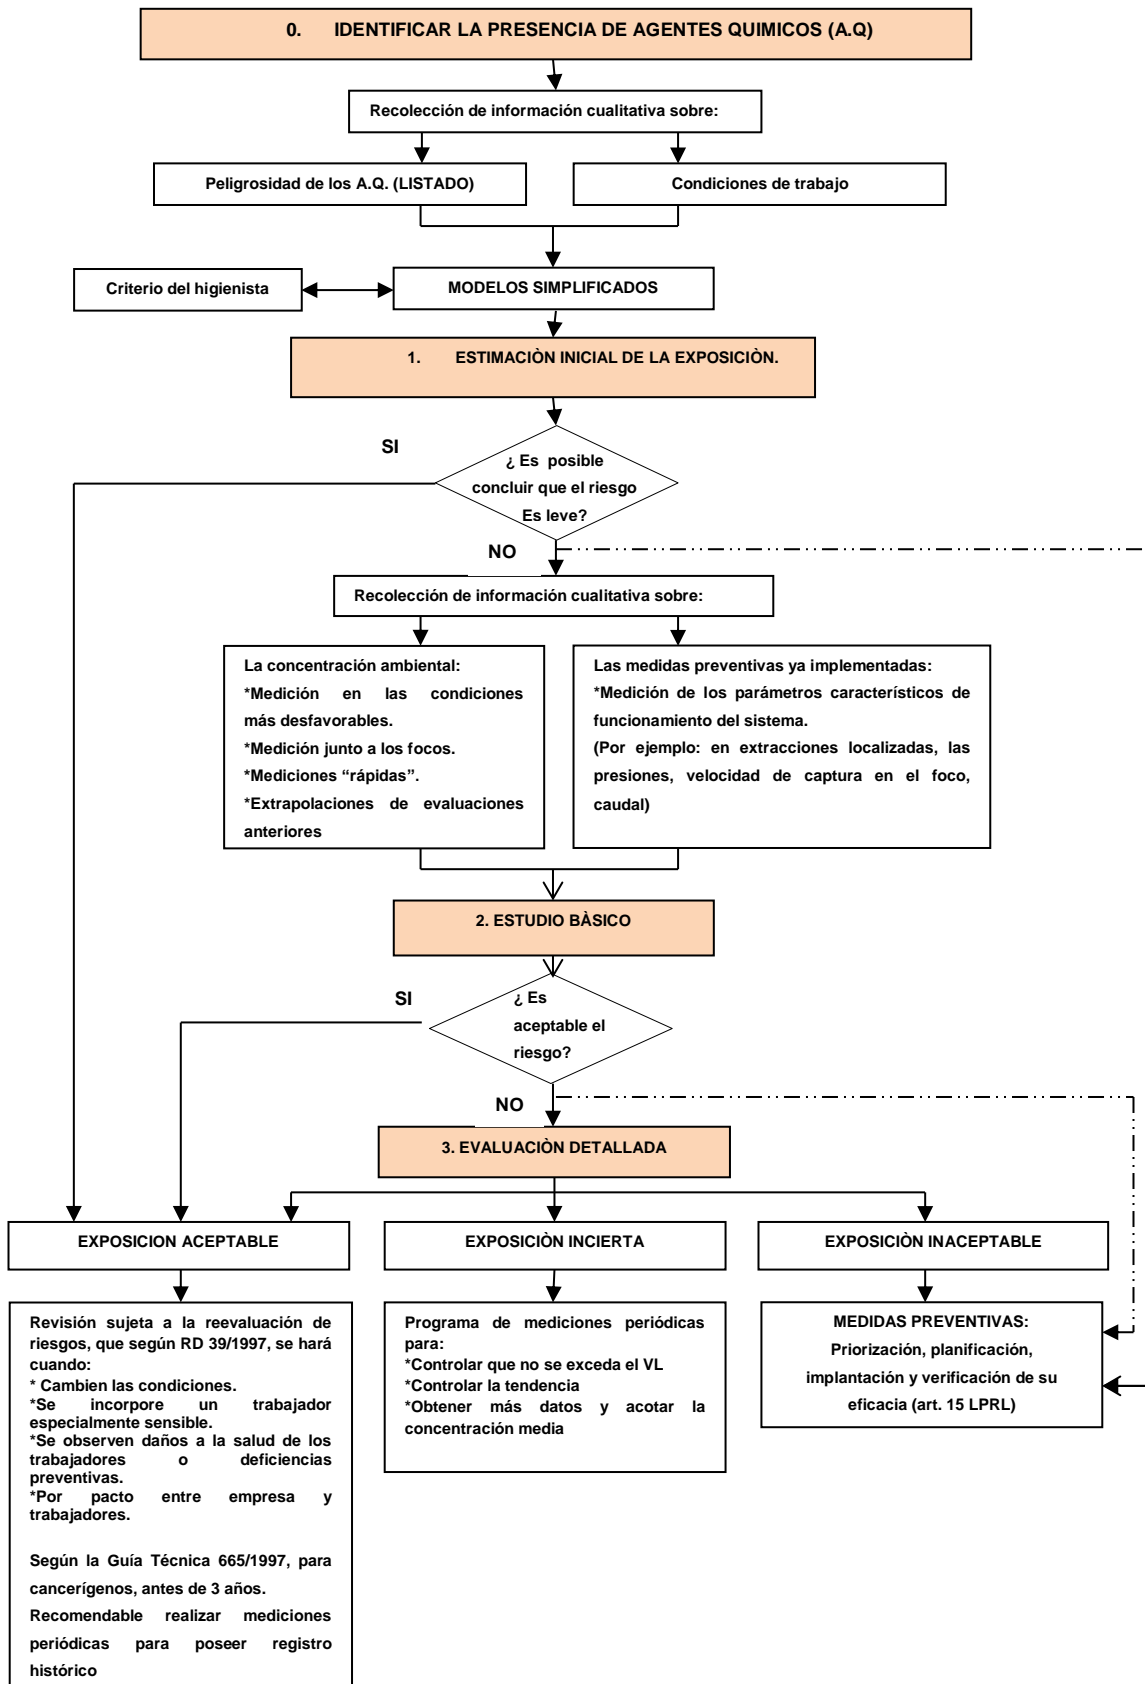 0. IDENTIFICAR LA PRESENCIA DE AGENTES QUIMICOS (A.Q)
Recolección de información cualitativa sobre:
Peligrosidad de los A.Q. (LISTADO)
Condiciones de trabajo
Criterio del higienista
MODELOS SIMPLIFICADOS
1. ESTIMACIÒN INICIAL DE LA EXPOSICIÒN.
SI
¿ Es posible
concluir que el riesgo
Es leve?
NO
Recolección de información cualitativa sobre:
La concentración ambiental:
*Medición en las condiciones
más desfavorables.
*Medición junto a los focos.
*Mediciones “rápidas”.
*Extrapolaciones de evaluaciones
anteriores
Las medidas preventivas ya implementadas:
*Medición de los parámetros característicos de
funcionamiento del sistema.
(Por ejemplo: en extracciones localizadas, las
presiones, velocidad de captura en el foco,
caudal)
2. ESTUDIO BÀSICO
SI
¿ Es
aceptable el
riesgo?
NO
3. EVALUACIÒN DETALLADA
EXPOSICION ACEPTABLE
EXPOSICIÒN INCIERTA
EXPOSICIÒN INACEPTABLE
Revisión sujeta a la reevaluación de
riesgos, que según RD 39/1997, se hará
cuando:
* Cambien las condiciones.
*Se incorpore un trabajador
especialmente sensible.
*Se observen daños a la salud de los
trabajadores o deficiencias
preventivas.
*Por pacto entre empresa y
trabajadores.
Según la Guía Técnica 665/1997, para
cancerígenos, antes de 3 años.
Recomendable realizar mediciones
periódicas para poseer registro
histórico
Programa de mediciones periódicas
para:
*Controlar que no se exceda el VL
*Controlar la tendencia
*Obtener más datos y acotar la
concentración media
MEDIDAS PREVENTIVAS:
Priorización, planificación,
implantación y verificación de su
eficacia (art. 15 LPRL)